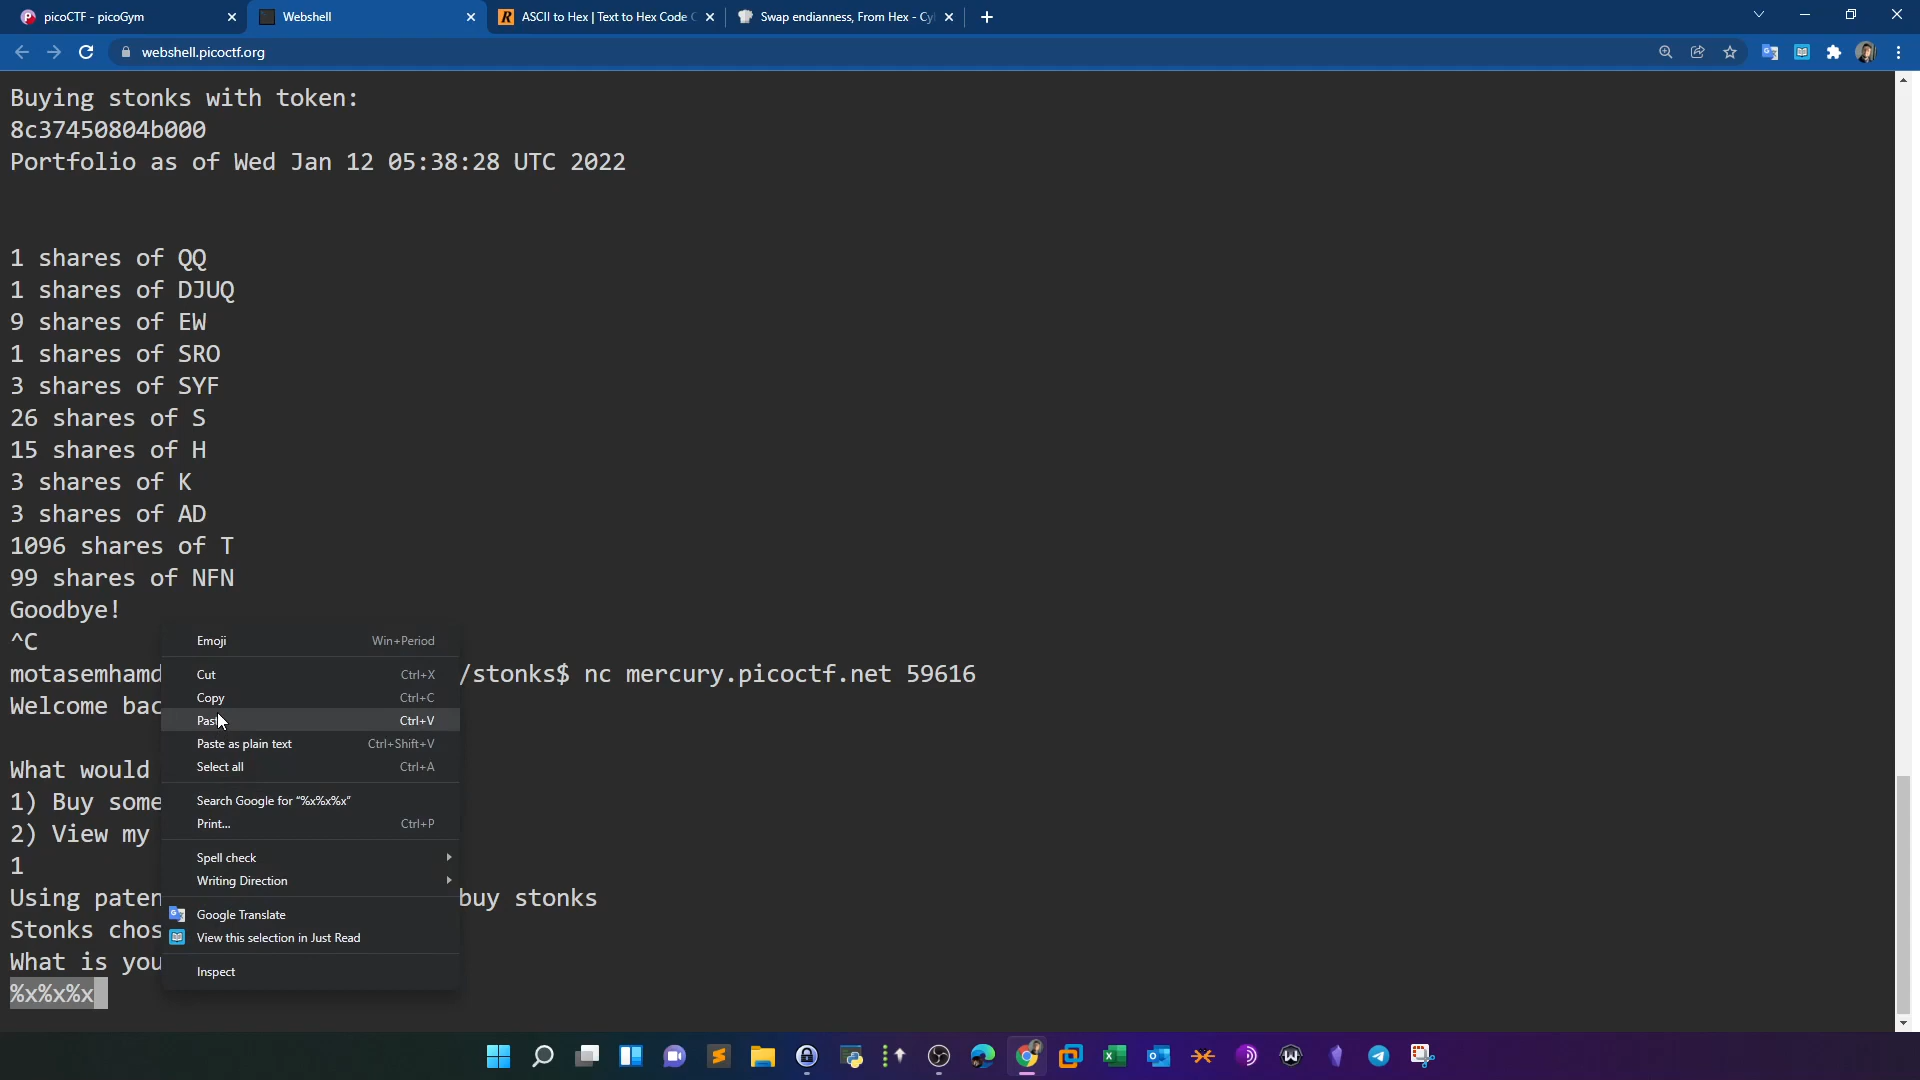 picoCTF - picoGym
Webshell
ASCII to Hex | Text to Hex Code
Swap endianness, From Hex - Cy
webshell.picoctf.org
Buying stonks with token:
8c37450804b000
Portfolio as of Wed Jan 12 05:38:28 UTC 2022
1 shares of QQ
1 shares of DJUQ
9 shares of EW
1 shares of SRO
3 shares of SYF
26 shares of S
15 shares of H
3 shares of K
3 shares of AD
1096 shares of T
99 shares of NFN
Goodbye!
^C
motasemhamd /stonks$ nc mercury.picoctf.net 59616
Welcome bac
What would
1) Buy some
2) View my
1
Using paten buy stonks
Stonks chos
What is you
%x%x%x
Emoji Win+Period
Cut Ctrl+X
Copy Ctrl+C
Paste Ctrl+V
Paste as plain text Ctrl+Shift+V
Select all Ctrl+A
Search Google for “%x%x%x”
Print... Ctrl+P
Spell check
Writing Direction
Google Translate
View this selection in Just Read
Inspect